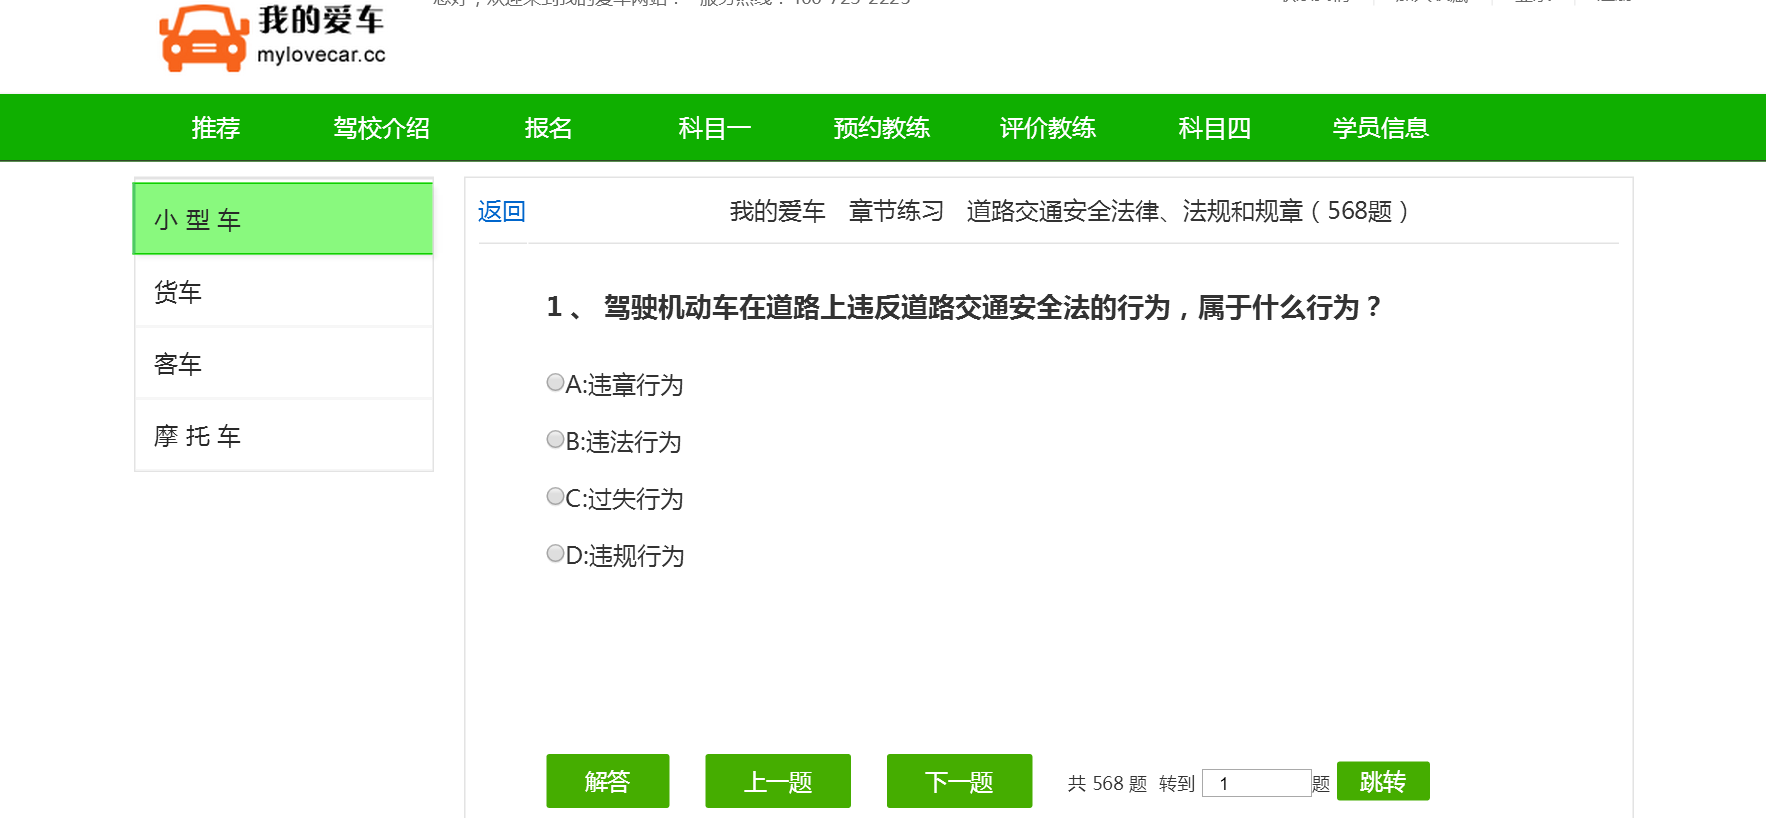 我的爱车
mylovecar.cc
推荐 驾校介绍 报名 科目一 预约教练 评价教练 科目四 学员信息
小 型 车
货车
客车
摩 托 车
返回 我的爱车 章节练习 道路交通安全法律、法规和规章（568题）
1 、 驾驶机动车在道路上违反道路交通安全法的行为，属于什么行为？
A:违章行为
B:违法行为
C:过失行为
D:违规行为
解答 上一题 下一题 共 568 题 转到 1 题 跳转